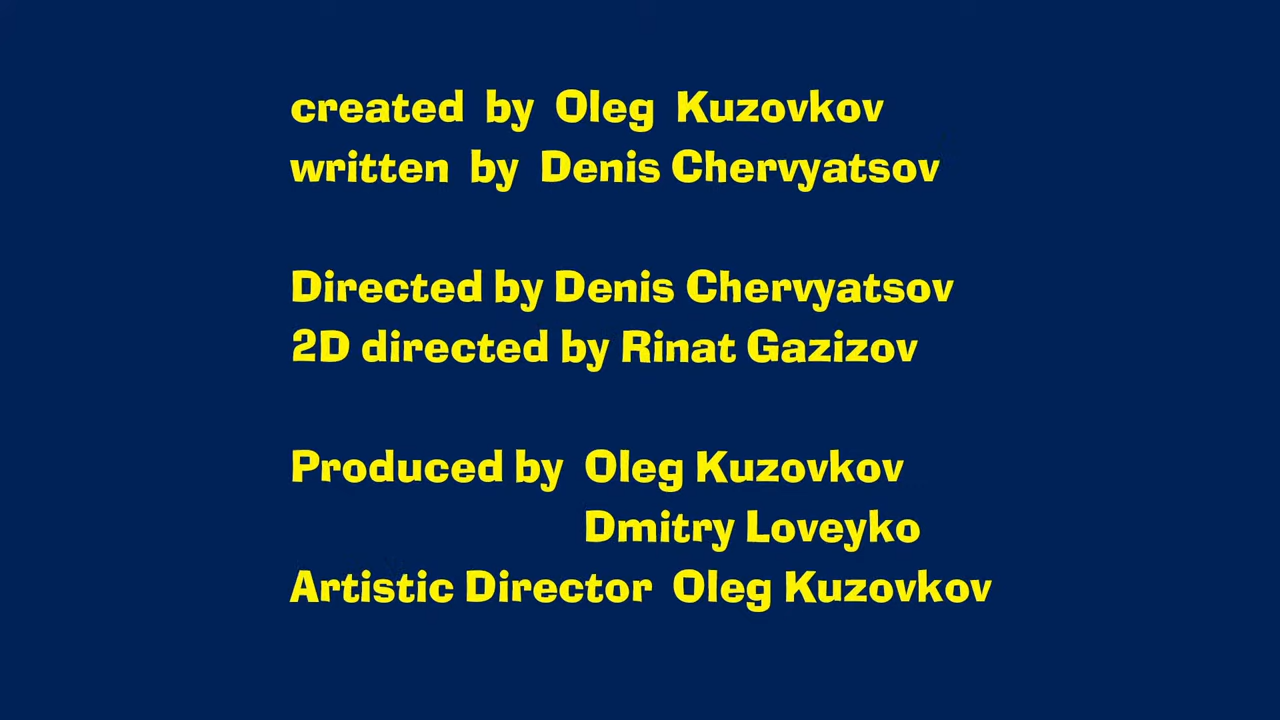 created by Oleg Kuzovkov
written by Denis Chervyatsov
Directed by Denis Chervyatsov
2D directed by Rinat Gazizov
Produced by Oleg Kuzovkov
Dmitry Loveyko
Artistic Director Oleg Kuzovkov